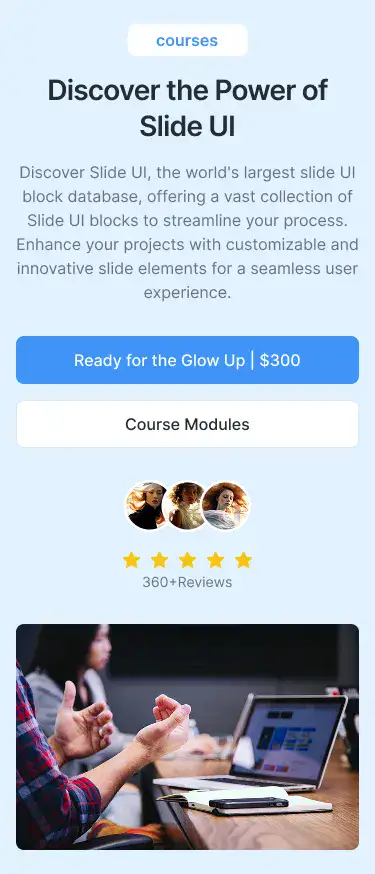 courses
Discover the Power of
Slide UI
Discover Slide UI, the world's largest slide UI
block database, offering a vast collection of
Slide UI blocks to streamline your process.
Enhance your projects with customizable and
innovative slide elements for a seamless user
experience.
Ready for the Glow Up | $300
Course Modules
360+Reviews